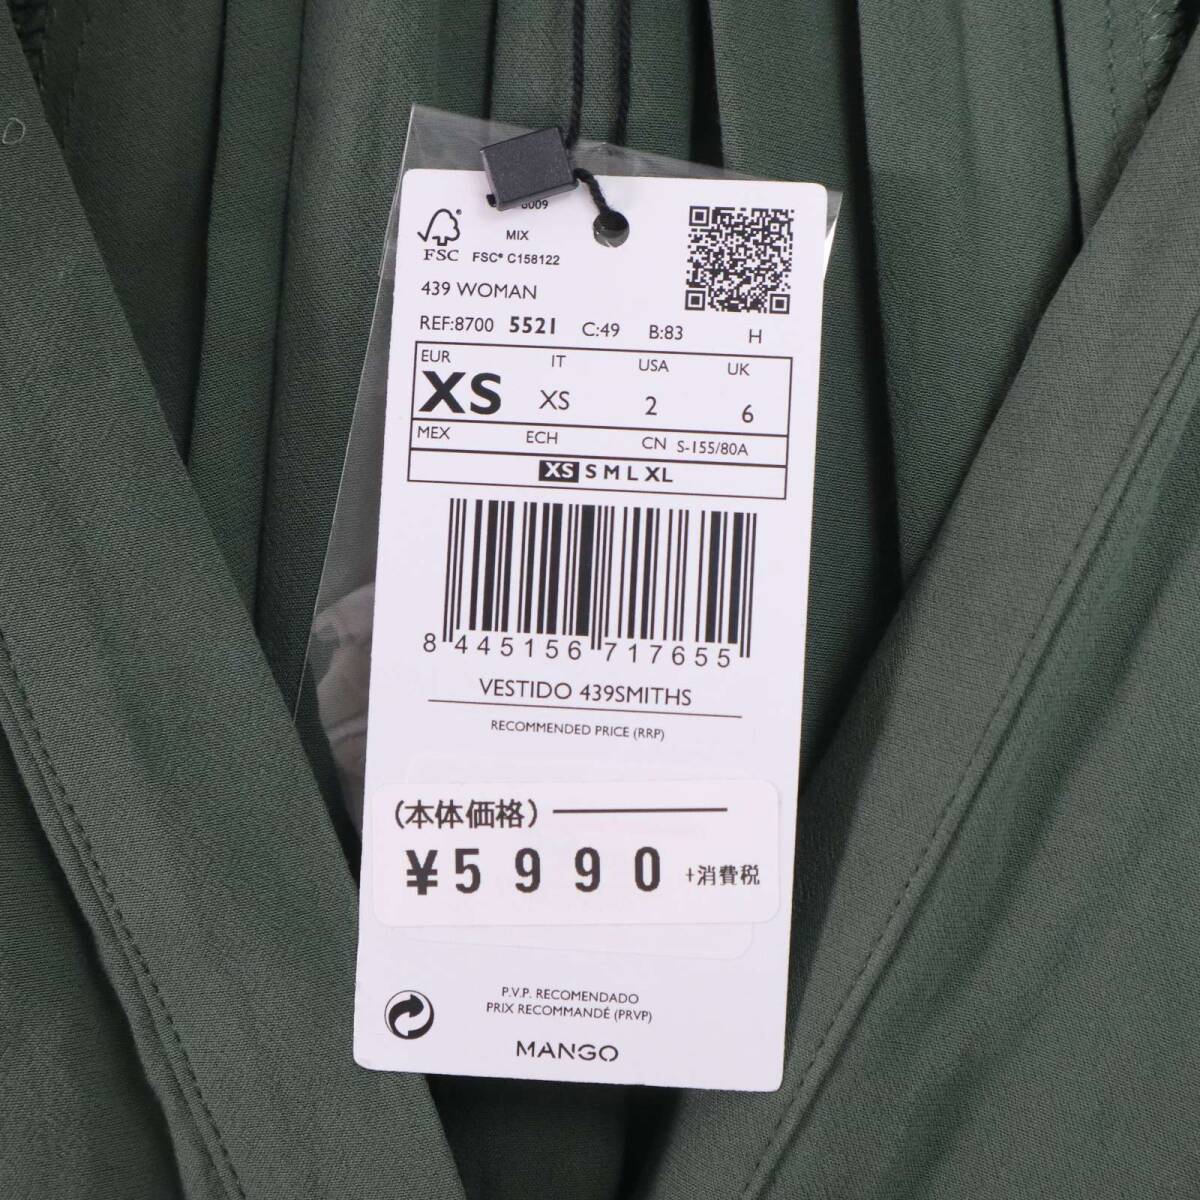 MIX
FSC
FSC® C158122
439 WOMAN
REF:8700 5521 C:49 B:83 H
EUR IT USA UK
XS XS 2 6
MEX ECH CN S-155/80A
XS S M L XL
8 445156 717655
VESTIDO 439SMITHS
RECOMMENDED PRICE (RRP)
(本体価格)
¥5990 +消費税
P.V.P. RECOMENDADO
PRIX RECOMMANDÉ (PRVP)
MANGO